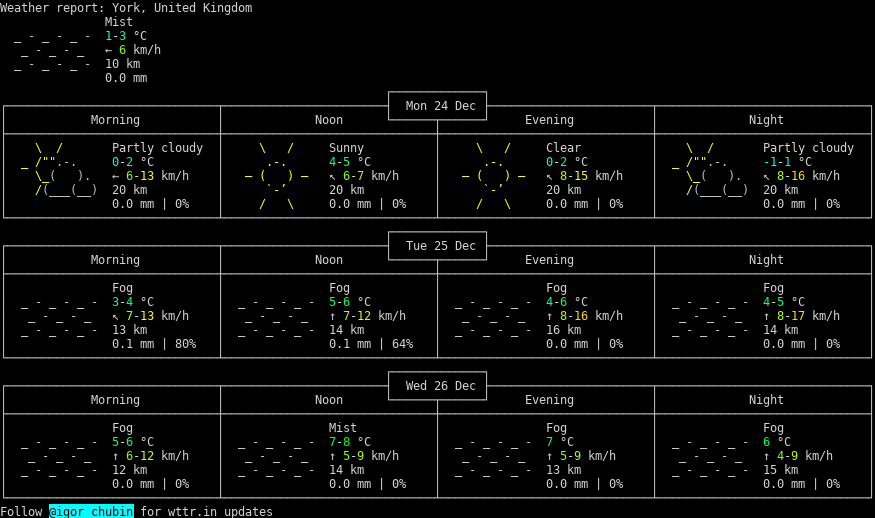 Weather report: York, United Kingdom
Mist
1-3 °C
← 6 km/h
10 km
0.0 mm
Mon 24 Dec
Morning Noon Evening Night
Partly cloudy Sunny Clear Partly cloudy
0-2 °C 4-5 °C 0-2 °C -1-1 °C
← 6-13 km/h ↖ 6-7 km/h ↖ 8-15 km/h ↖ 8-16 km/h
20 km 20 km 20 km 20 km
0.0 mm | 0% 0.0 mm | 0% 0.0 mm | 0% 0.0 mm | 0%
Tue 25 Dec
Morning Noon Evening Night
Fog Fog Fog Fog
3-4 °C 5-6 °C 4-6 °C 4-5 °C
↖ 7-13 km/h ↑ 7-12 km/h ↑ 8-16 km/h ↑ 8-17 km/h
13 km 14 km 16 km 14 km
0.1 mm | 80% 0.1 mm | 64% 0.0 mm | 0% 0.0 mm | 0%
Wed 26 Dec
Morning Noon Evening Night
Fog Mist Fog Fog
5-6 °C 7-8 °C 7 °C 6 °C
↑ 6-12 km/h ↑ 5-9 km/h ↑ 5-9 km/h ↑ 4-9 km/h
12 km 14 km 13 km 15 km
0.0 mm | 0% 0.0 mm | 0% 0.0 mm | 0% 0.0 mm | 0%
Follow @igor_chubin for wttr.in updates